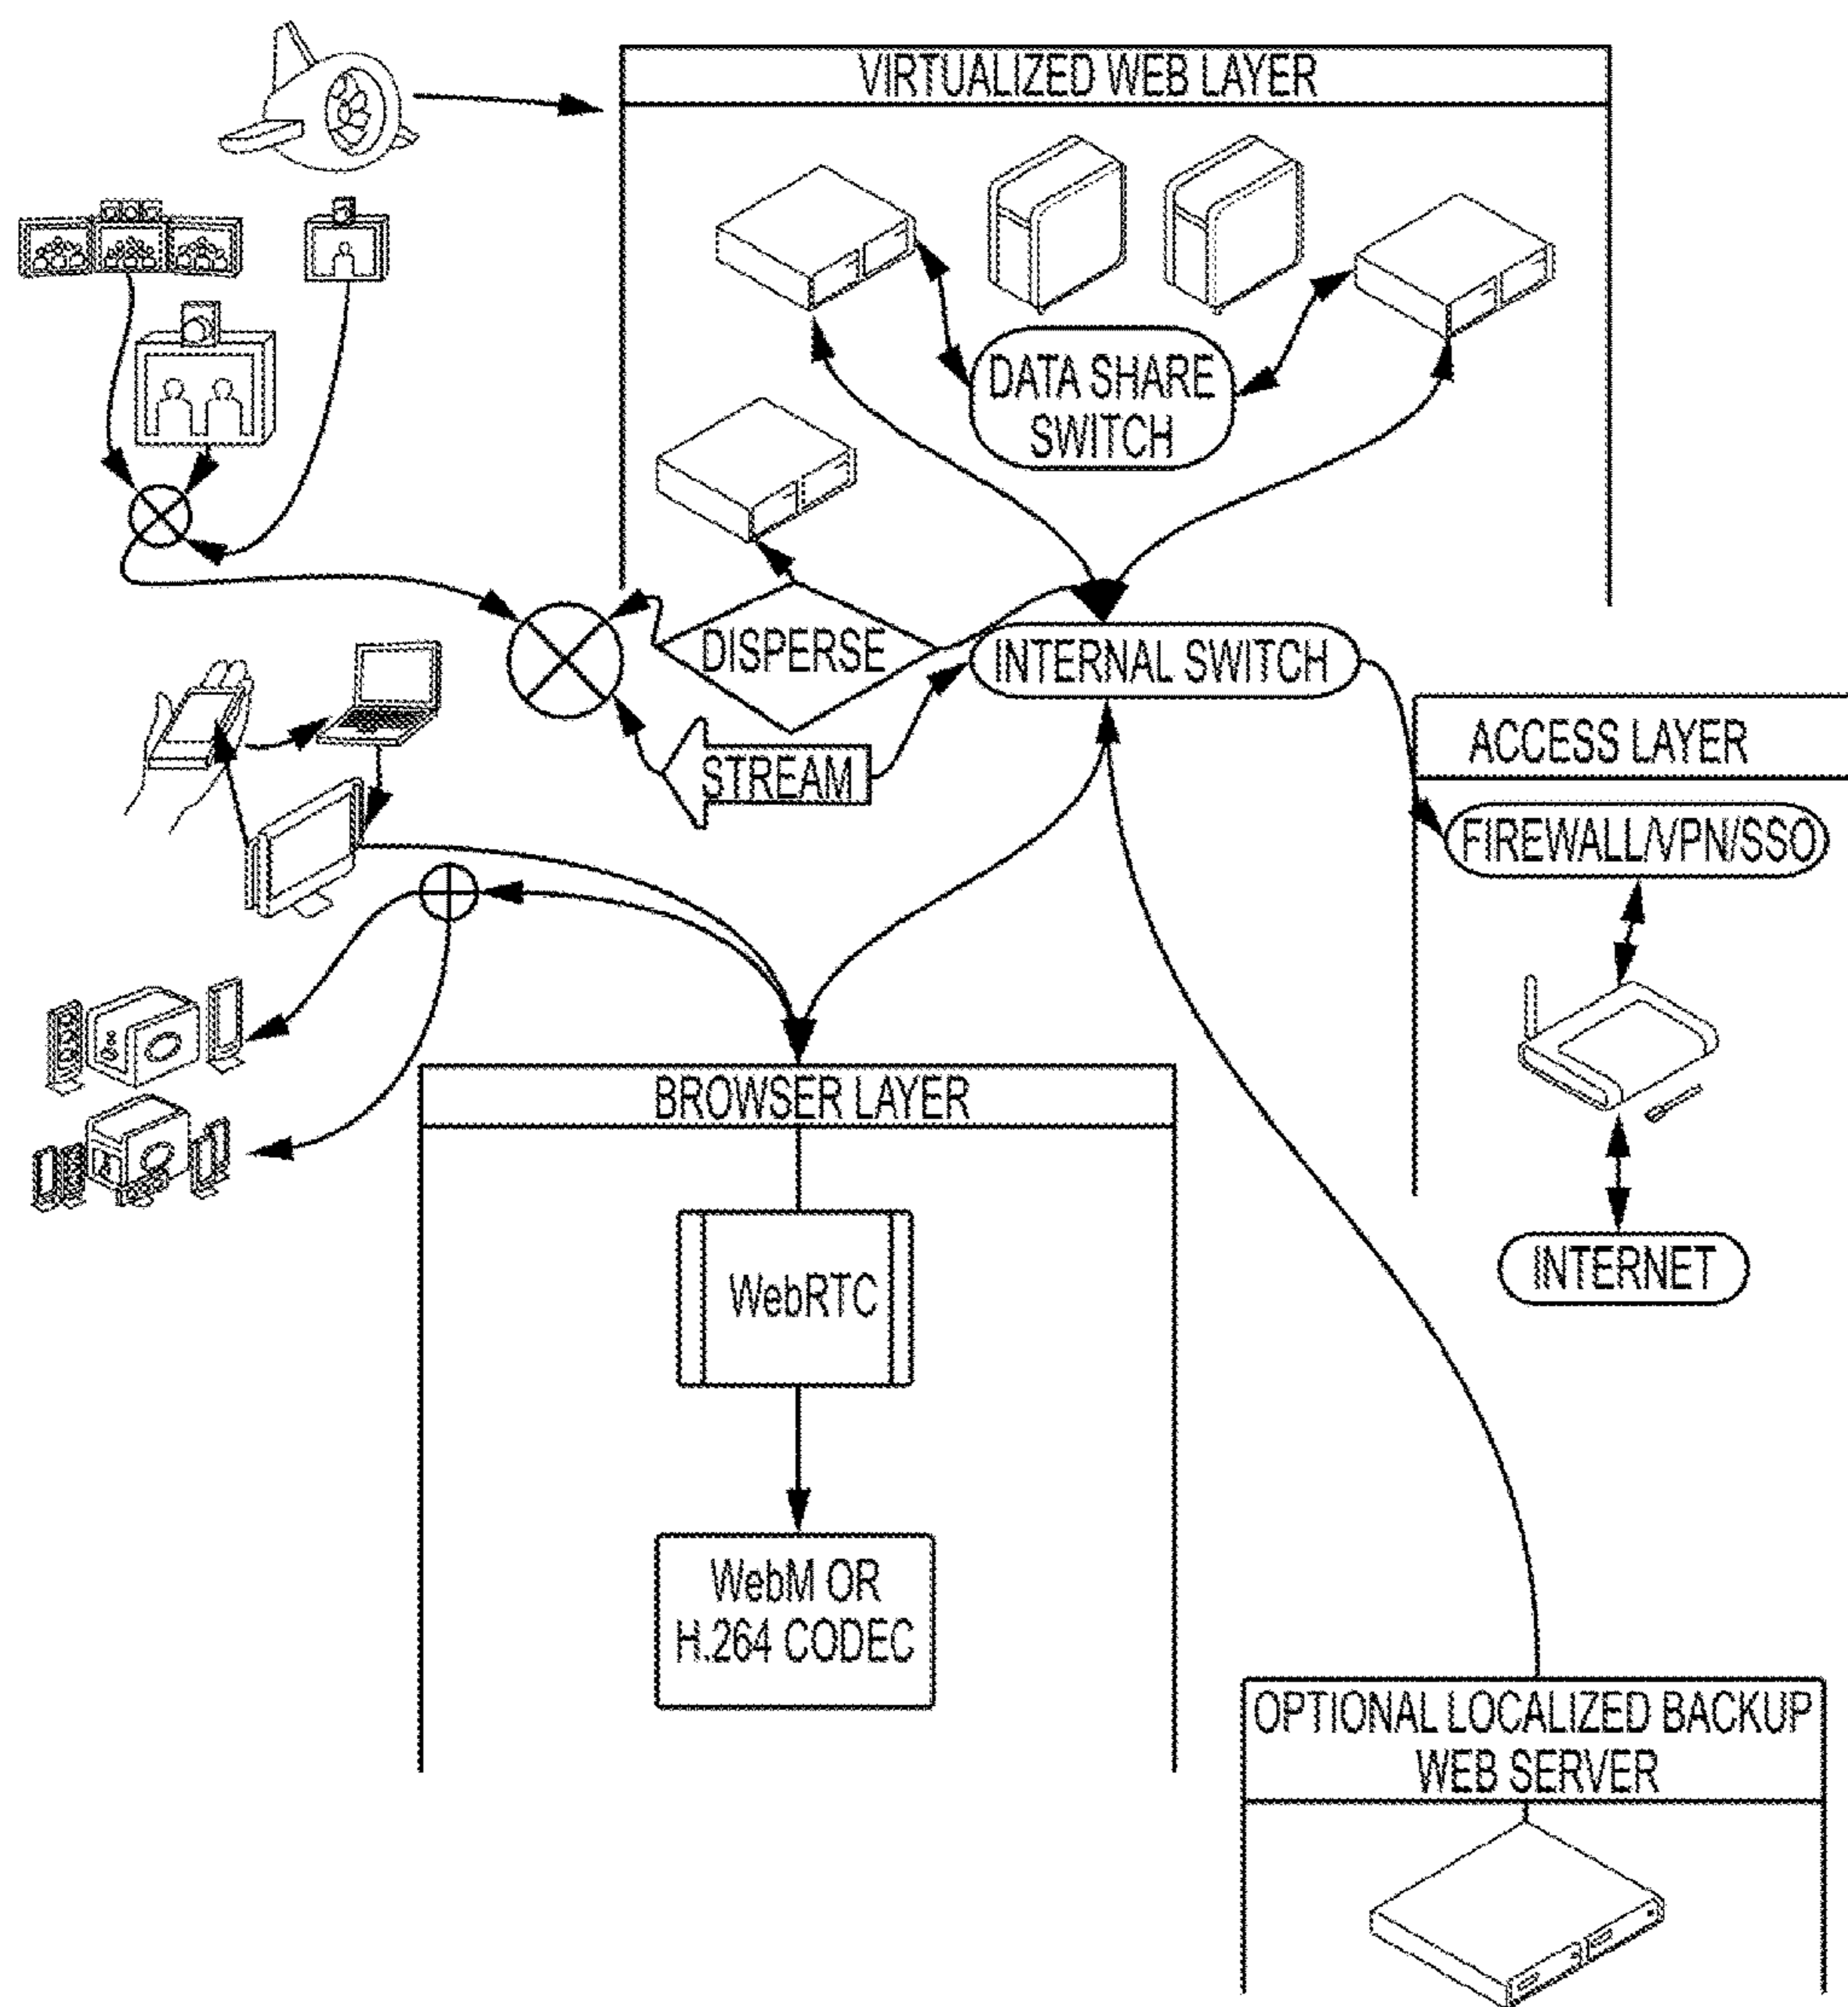 VIRTUALIZED WEB LAYER
DATA SHARE
SWITCH
DISPERSE
INTERNAL SWITCH
STREAM
ACCESS LAYER
FIREWALL/VPN/SSO
INTERNET
BROWSER LAYER
WebRTC
WebM OR
H.264 CODEC
OPTIONAL LOCALIZED BACKUP
WEB SERVER